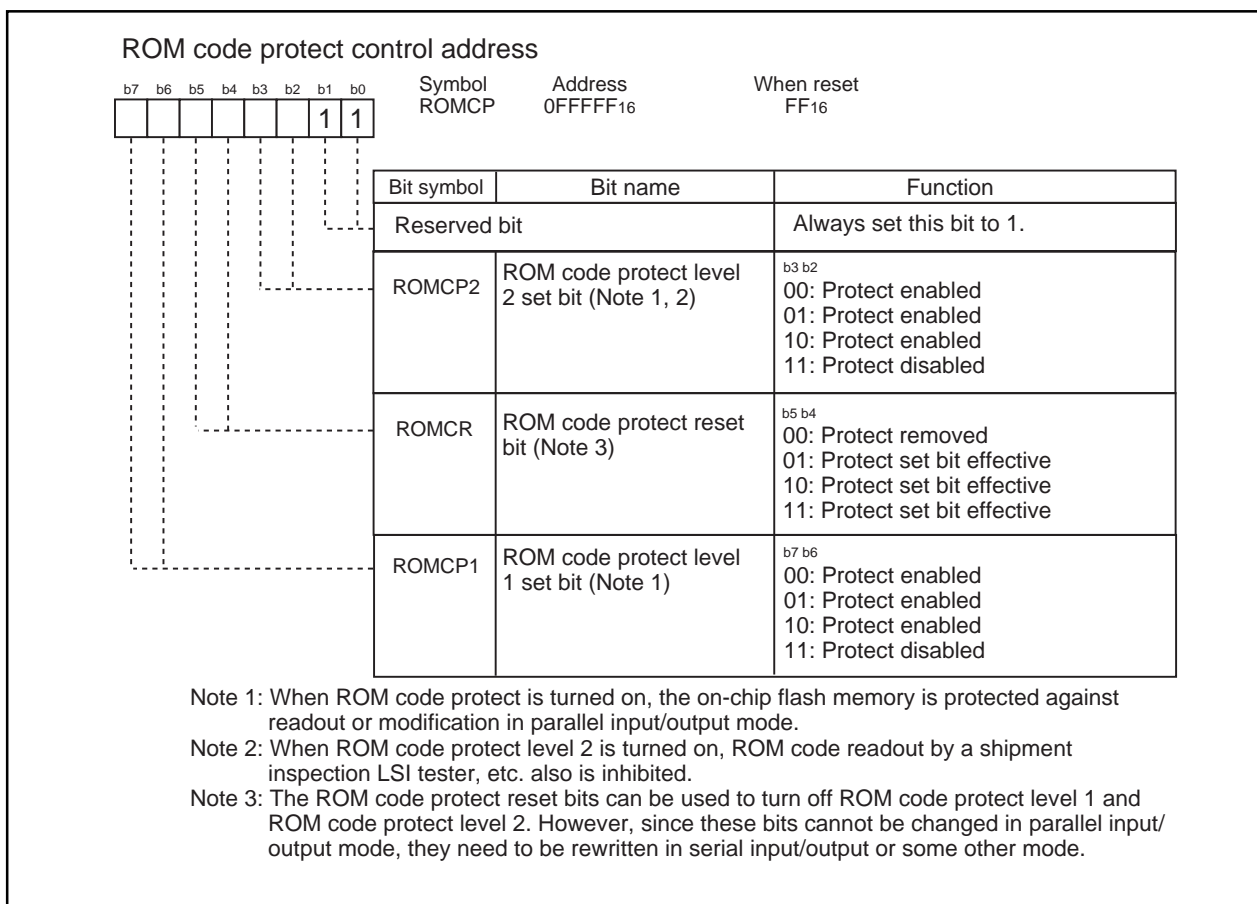 ROM code protect control address
b7 b6 b5 b4 b3 b2 b1 b0
1 1
Symbol Address When reset
ROMCP 0FFFFF16 FF16
Bit symbol Bit name Function
Reserved bit Always set this bit to 1.
ROMCP2 ROM code protect level
2 set bit (Note 1, 2)
b3 b2
00: Protect enabled
01: Protect enabled
10: Protect enabled
11: Protect disabled
ROMCR ROM code protect reset
bit (Note 3)
b5 b4
00: Protect removed
01: Protect set bit effective
10: Protect set bit effective
11: Protect set bit effective
ROMCP1 ROM code protect level
1 set bit (Note 1)
b7 b6
00: Protect enabled
01: Protect enabled
10: Protect enabled
11: Protect disabled
Note 1: When ROM code protect is turned on, the on-chip flash memory is protected against
readout or modification in parallel input/output mode.
Note 2: When ROM code protect level 2 is turned on, ROM code readout by a shipment
inspection LSI tester, etc. also is inhibited.
Note 3: The ROM code protect reset bits can be used to turn off ROM code protect level 1 and
ROM code protect level 2. However, since these bits cannot be changed in parallel input/
output mode, they need to be rewritten in serial input/output or some other mode.